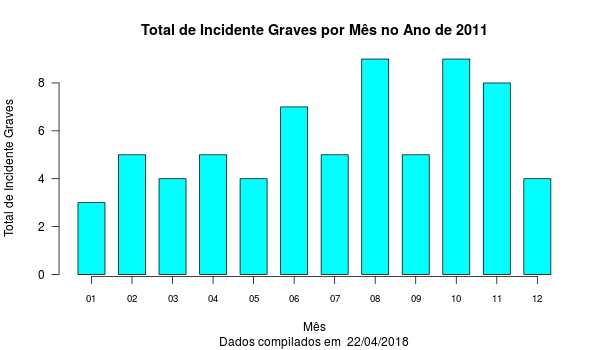 Total de Incidente Graves por Mês no Ano de 2011
Total de Incidente Graves
8
6
4
2
0
01 02 03 04 05 06 07 08 09 10 11 12
Mês
Dados compilados em  22/04/2018